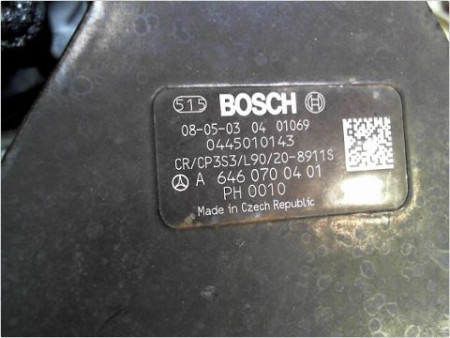 515 BOSCH
08-05-03 04 01069
0445010143
CR/CP3S3/L90/20-8911S
A 646 070 04 01
PH 0010
Made in Czech Republic